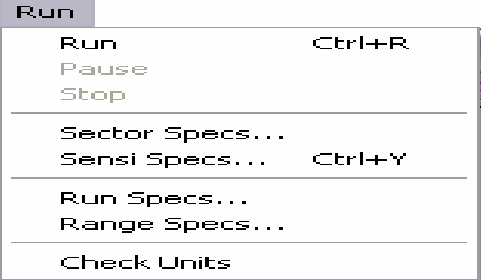 Run
Run Ctrl+R
Pause
Stop
Sector Specs...
Sensi Specs... Ctrl+Y
Run Specs...
Range Specs...
Check Units